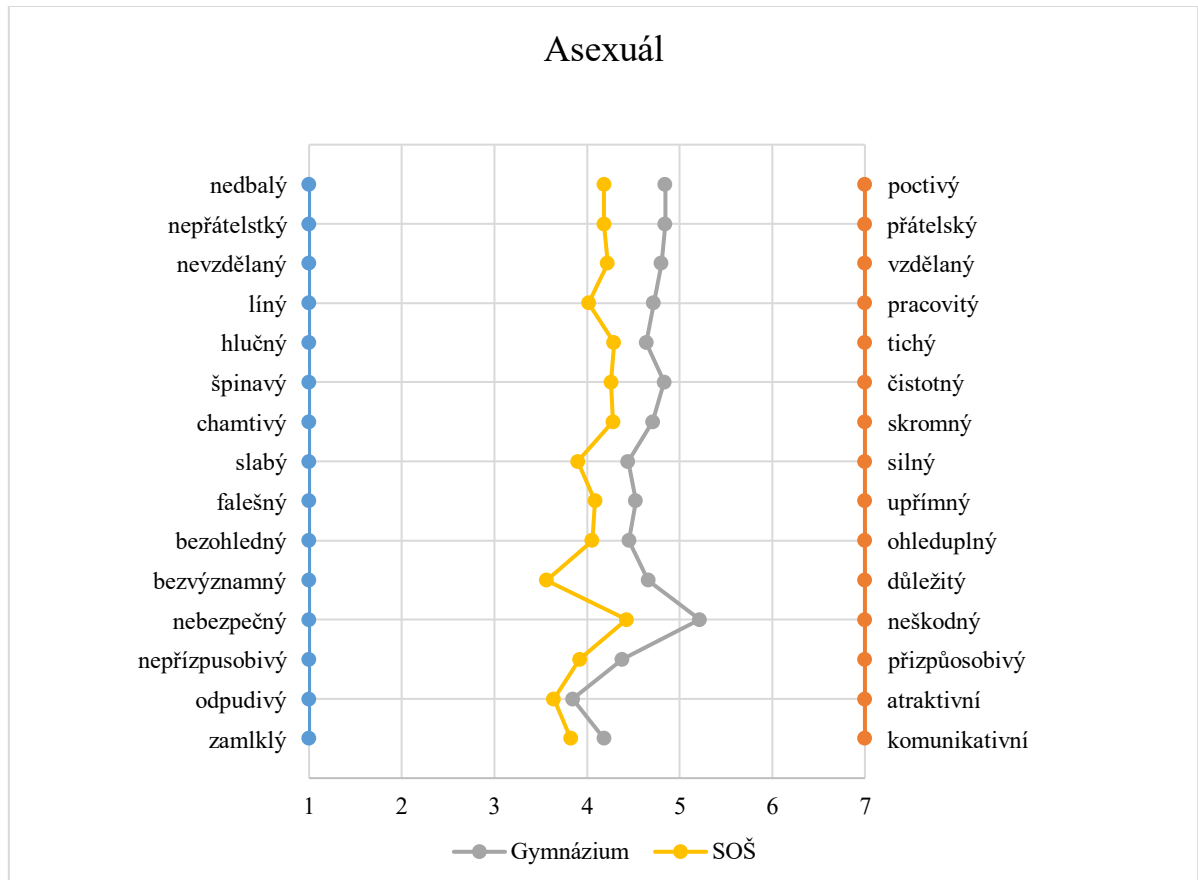 Asexuál
nedbalý poctivý
nepřátelstký přátelský
nevzdělaný vzdělaný
líný pracovitý
hlučný tichý
špinavý čistotný
chamtivý skromný
slabý silný
falešný upřímný
bezohledný ohleduplný
bezvýznamný důležitý
nebezpečný neškodný
nepřízpusobivý přizpůosobivý
odpudivý atraktivní
zamlklý komunikativní
1 2 3 4 5 6 7
Gymnázium SOŠ